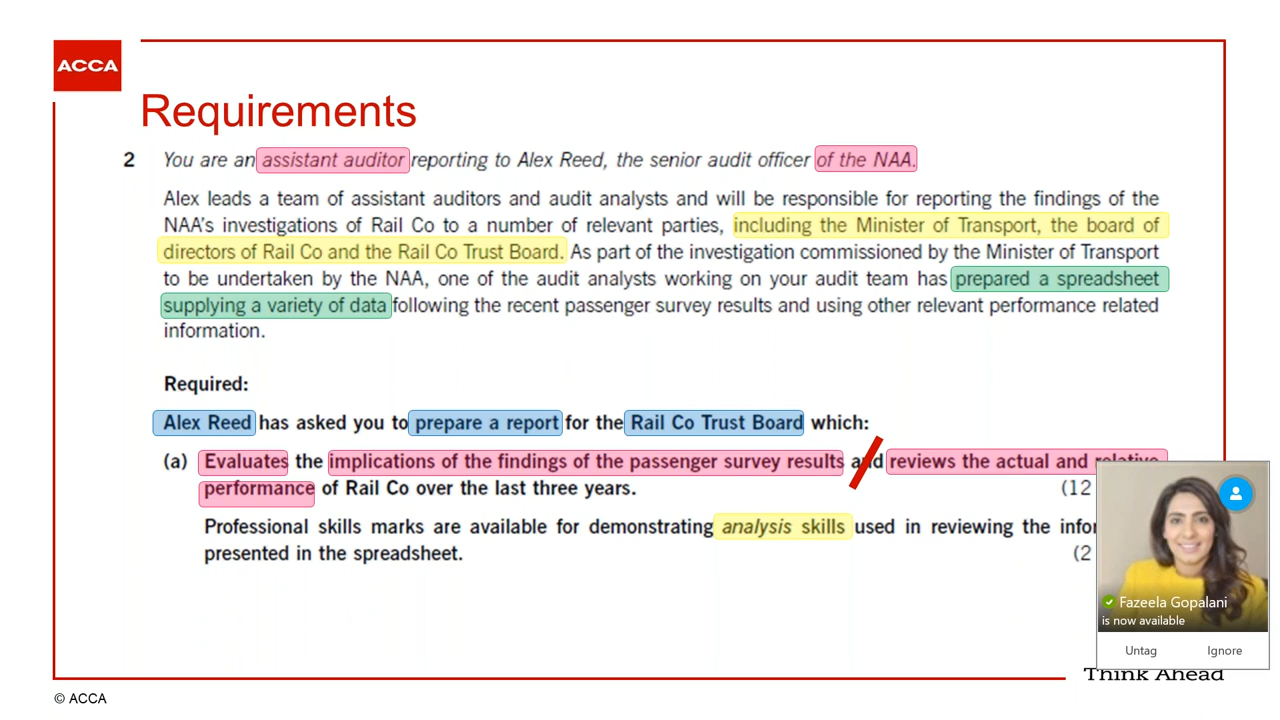 ACCA
Requirements
2 You are an assistant auditor reporting to Alex Reed, the senior audit officer of the NAA.
Alex leads a team of assistant auditors and audit analysts and will be responsible for reporting the findings of the
NAA's investigations of Rail Co to a number of relevant parties, including the Minister of Transport, the board of
directors of Rail Co and the Rail Co Trust Board. As part of the investigation commissioned by the Minister of Transport
to be undertaken by the NAA, one of the audit analysts working on your audit team has prepared a spreadsheet
supplying a variety of data following the recent passenger survey results and using other relevant performance related
information.
Required:
Alex Reed has asked you to prepare a report for the Rail Co Trust Board which:
(a) Evaluates the implications of the findings of the passenger survey results and reviews the actual and relative
performance of Rail Co over the last three years. (12
Professional skills marks are available for demonstrating analysis skills used in reviewing the infor
presented in the spreadsheet. (2
Fazeela Gopalani
is now available
Untag Ignore
Think Ahead
© ACCA